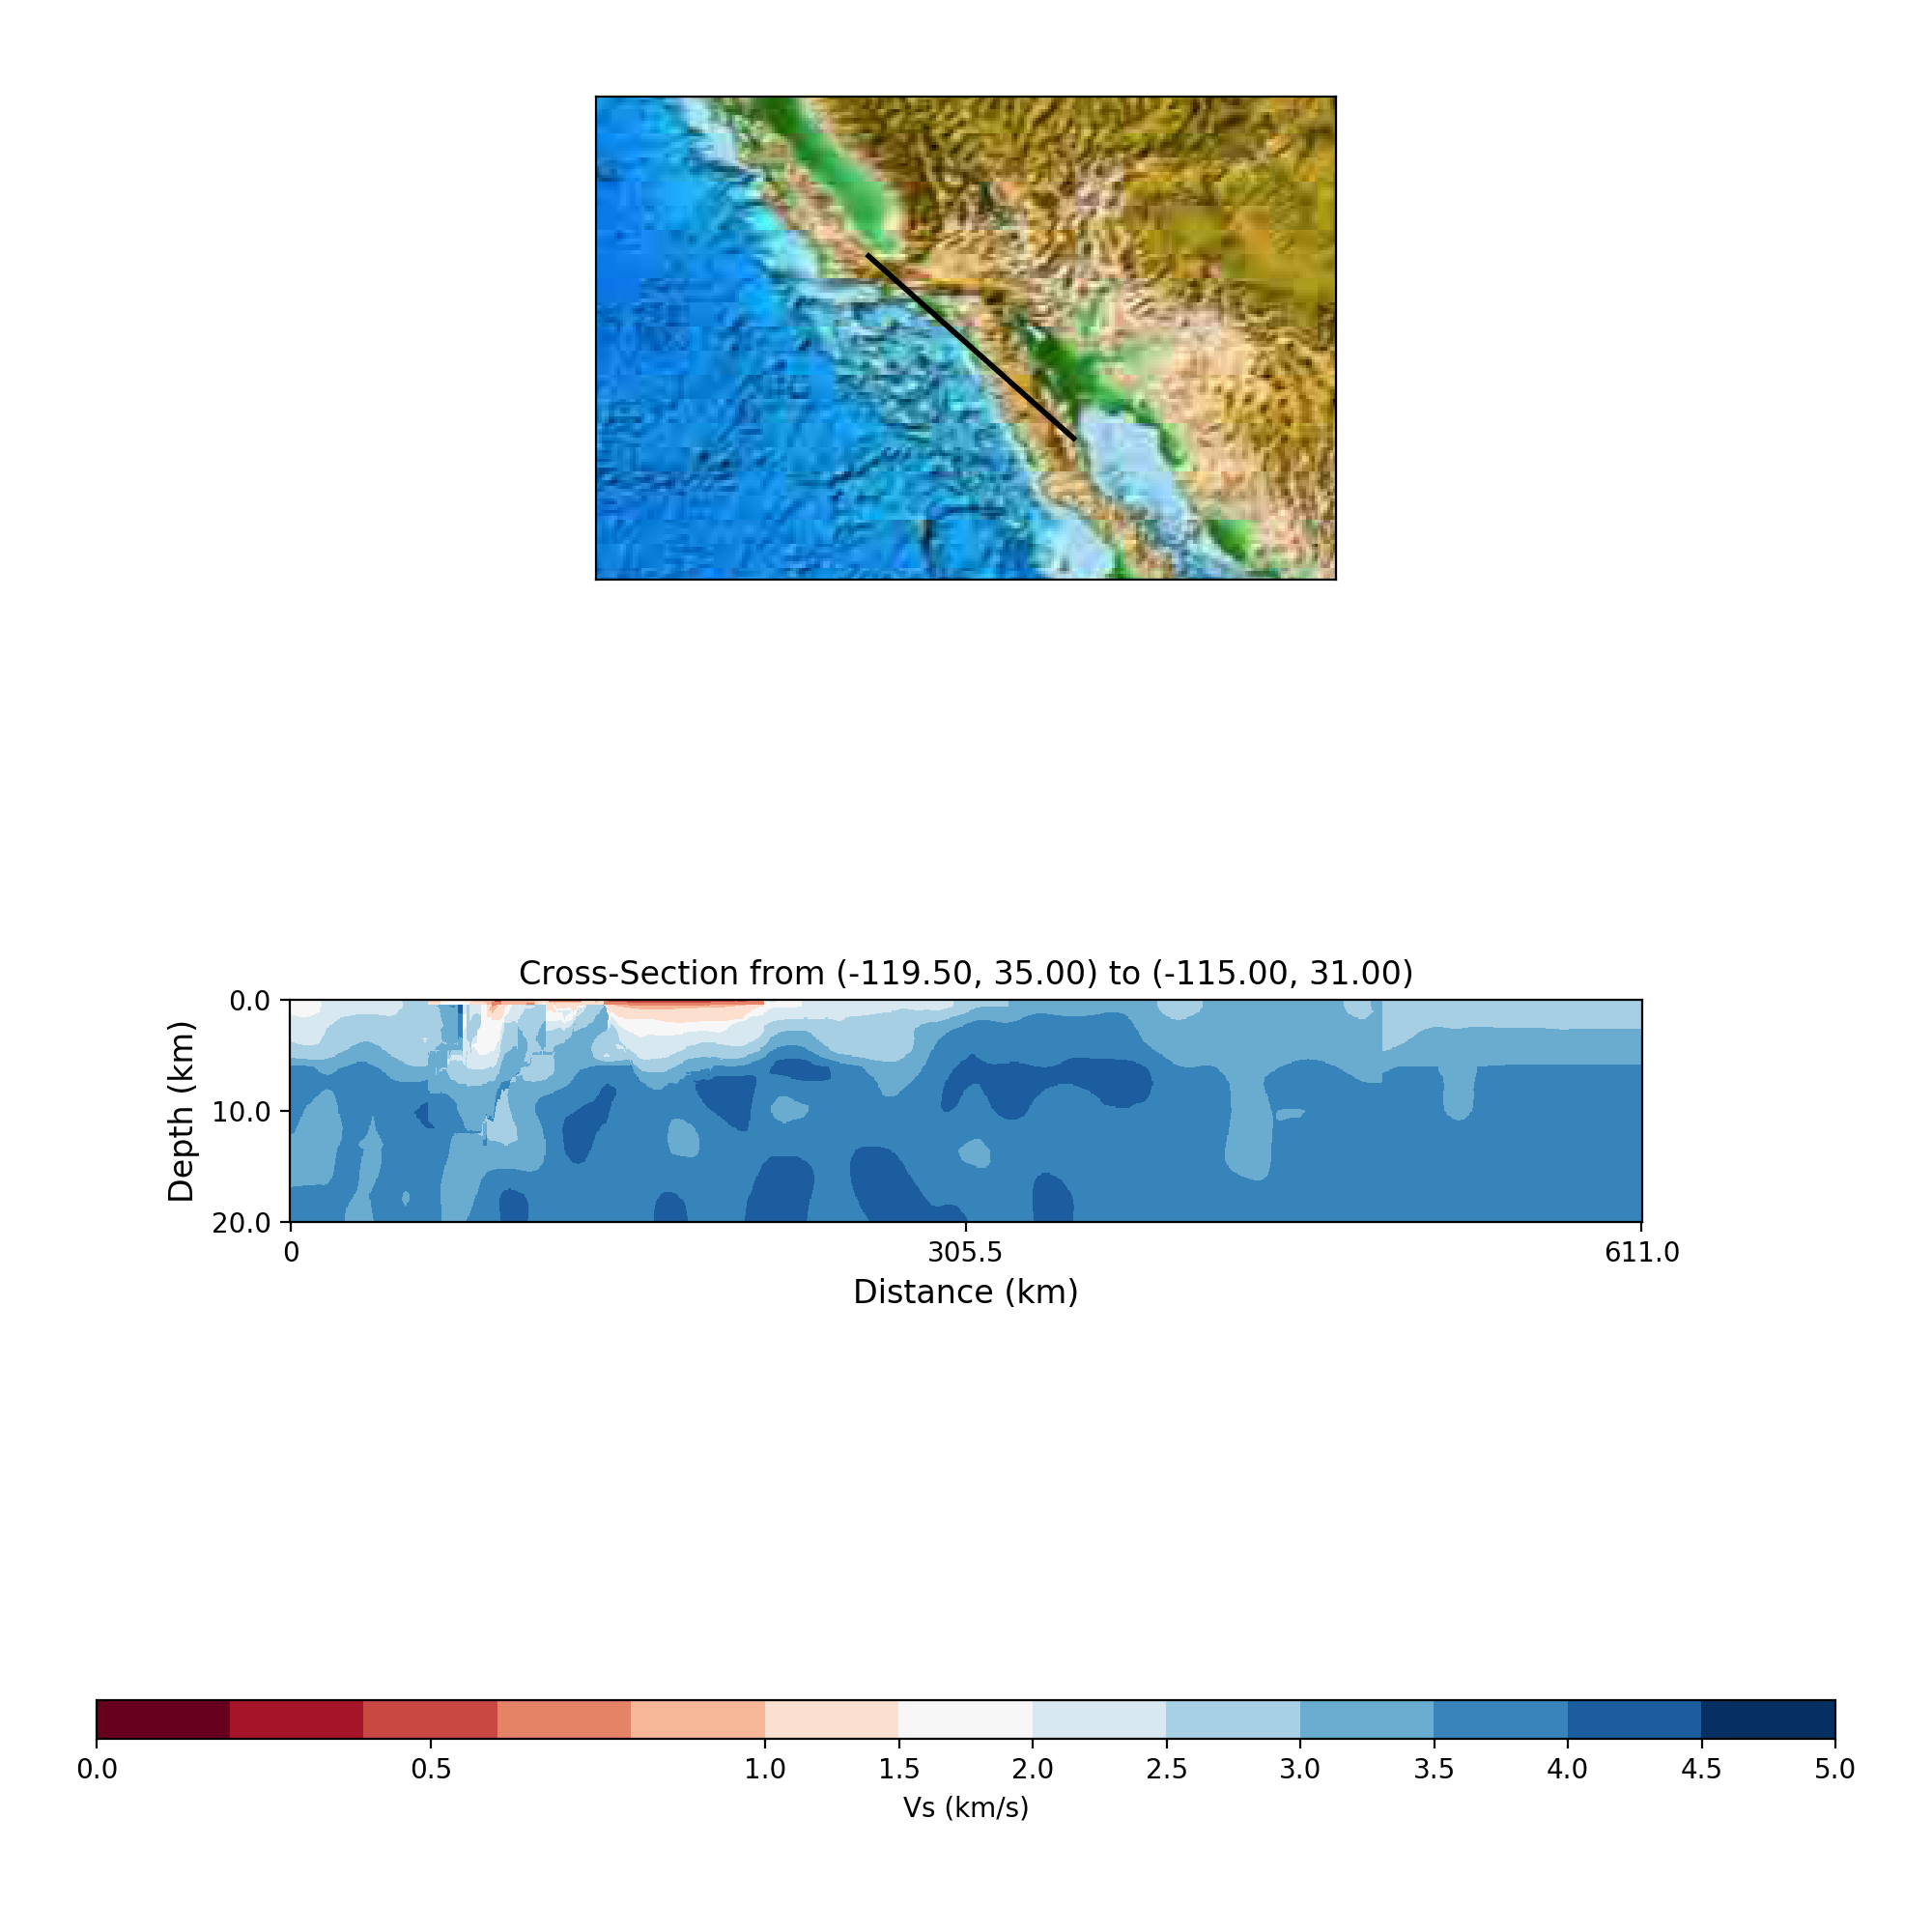 Cross-Section from (-119.50, 35.00) to (-115.00, 31.00)
0.0
10.0
20.0
Depth (km)
0 305.5 611.0
Distance (km)
0.0 0.5 1.0 1.5 2.0 2.5 3.0 3.5 4.0 4.5 5.0
Vs (km/s)